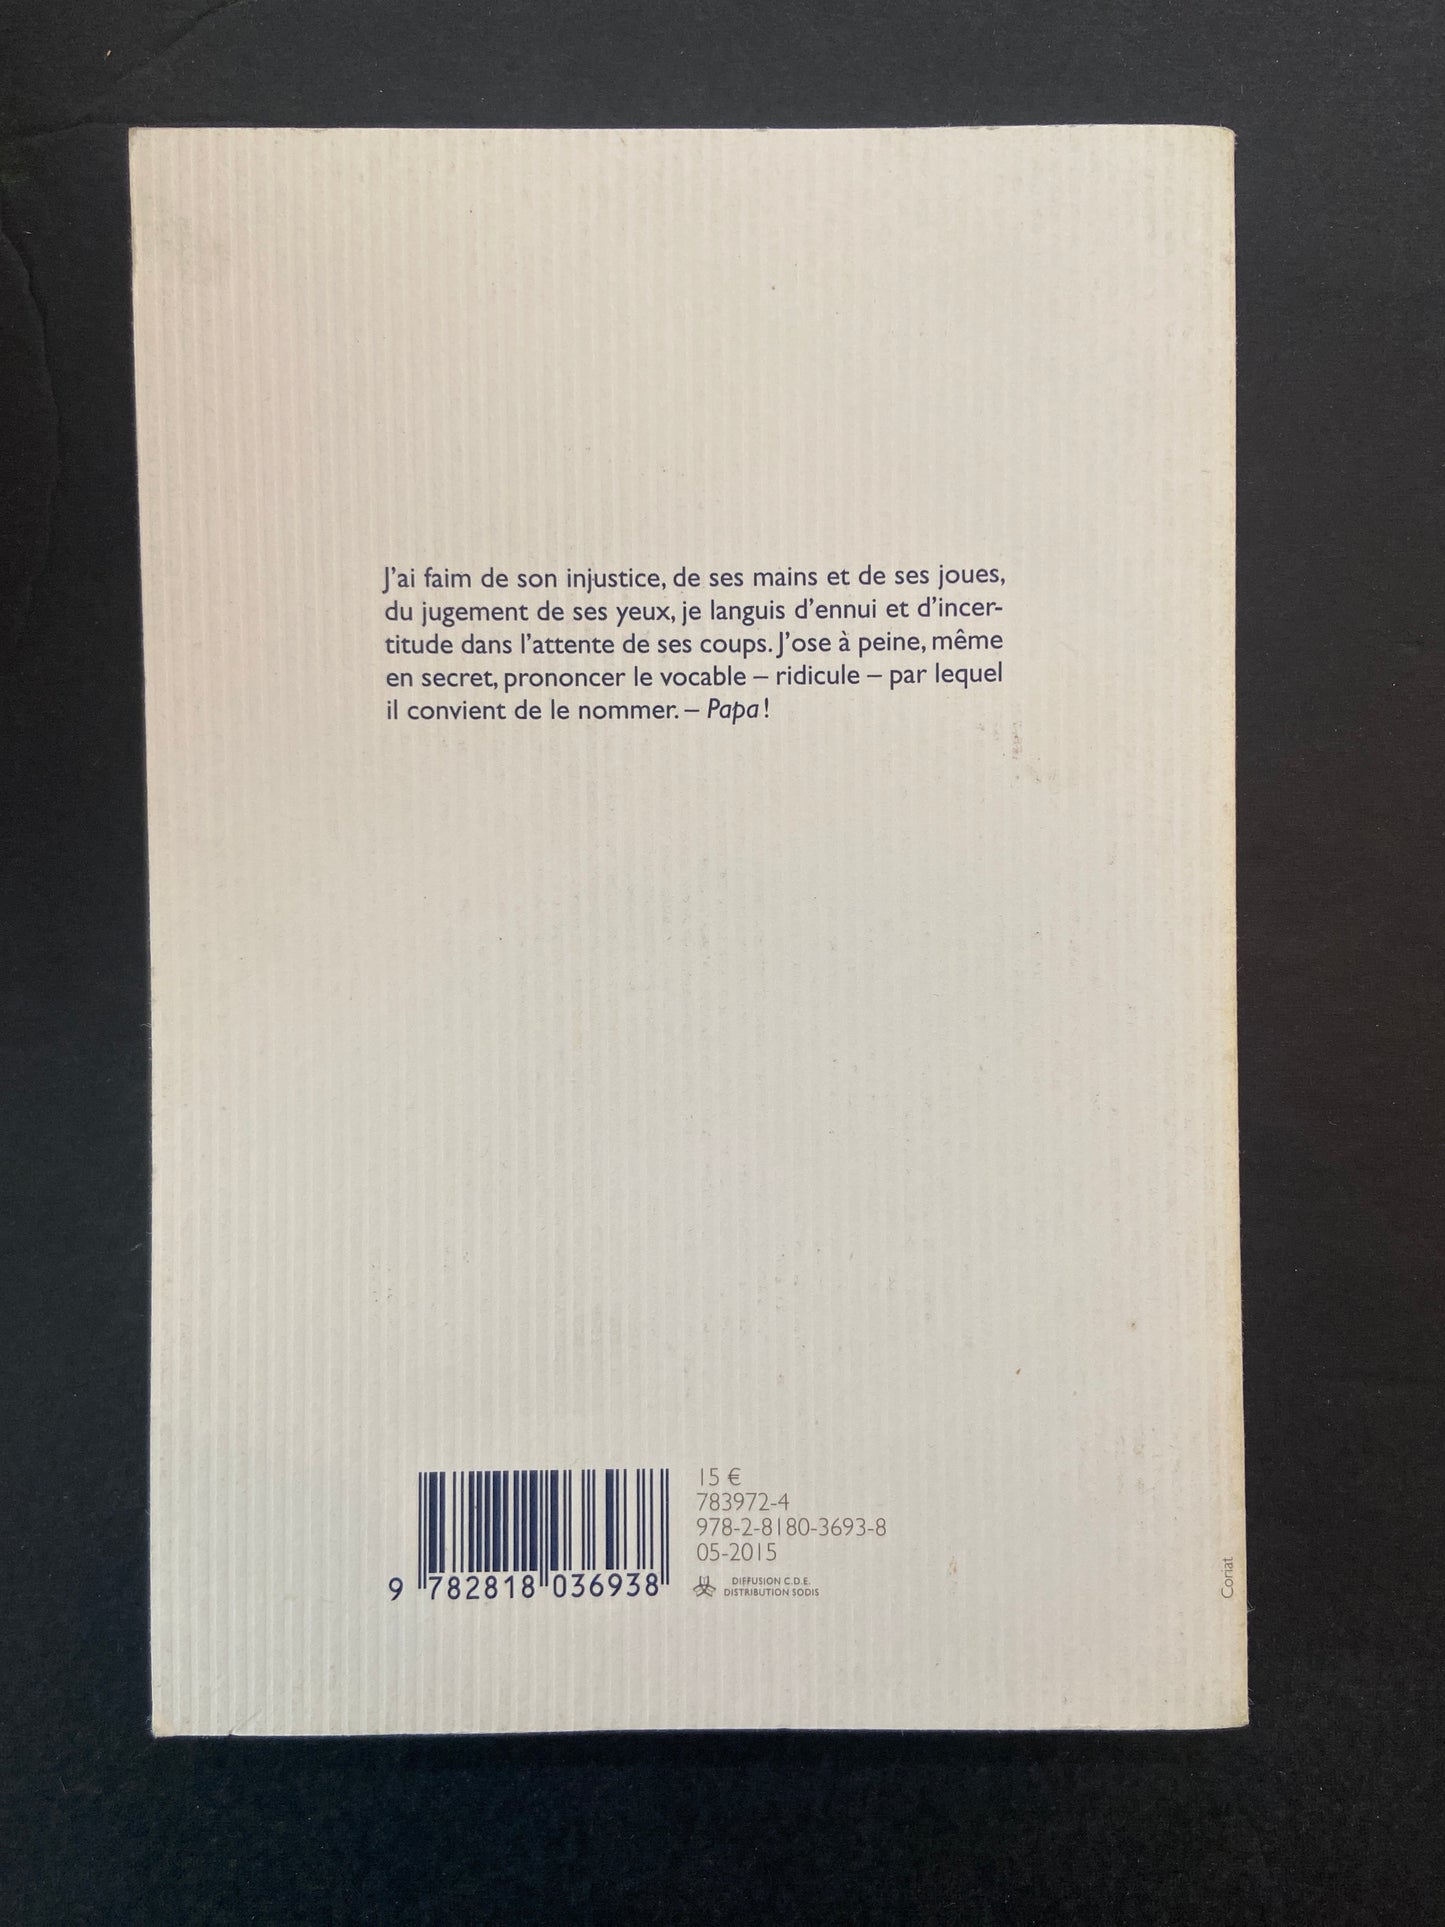 J'ai faim de son injustice, de ses mains et de ses joues,
du jugement de ses yeux, je languis d'ennui et d'incer-
titude dans l'attente de ses coups. J'ose à peine, même
en secret, prononcer le vocable – ridicule – par lequel
il convient de le nommer. – Papa !
15 €
783972-4
978-2-8180-3693-8
05-2015
DIFFUSION C.D.E.
DISTRIBUTION SODIS
9 782818 036938
Coriat